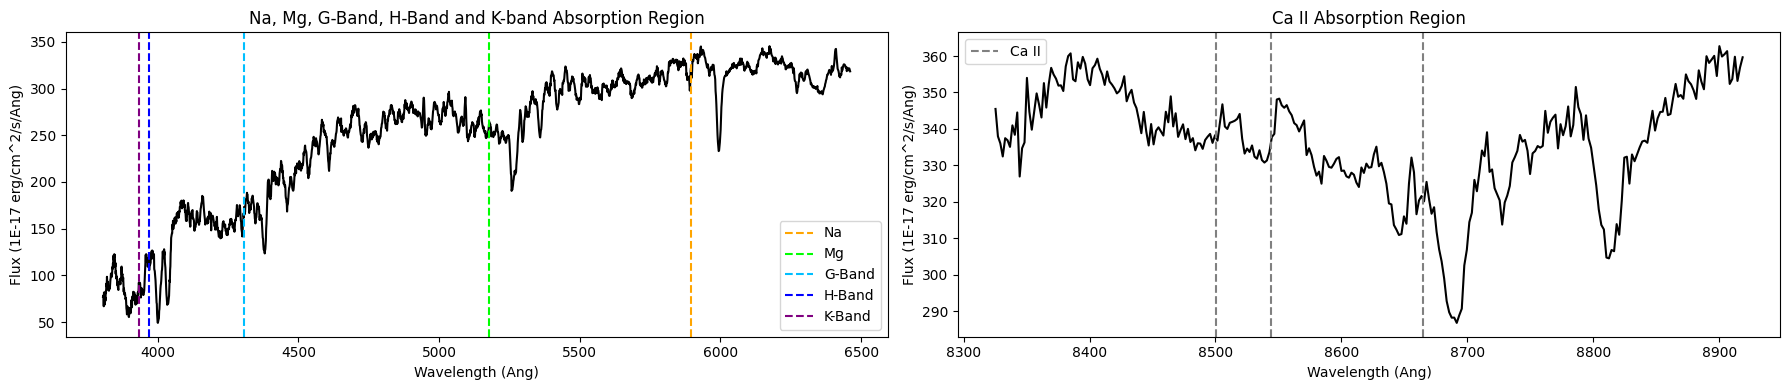 Na, Mg, G-Band, H-Band and K-band Absorption Region
Flux (1E-17 erg/cm^2/s/Ang)
350
300
250
200
150
100
50
4000 4500 5000 5500 6000 6500
Wavelength (Ang)
Na
Mg
G-Band
H-Band
K-Band
Ca II Absorption Region
Flux (1E-17 erg/cm^2/s/Ang)
360
350
340
330
320
310
300
290
8300 8400 8500 8600 8700 8800 8900
Wavelength (Ang)
Ca II